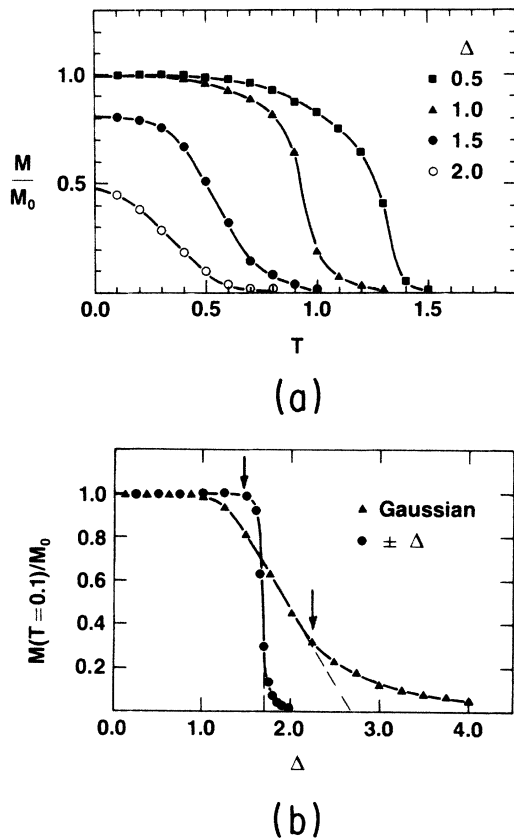 Δ
1.0
■ 0.5
▲ 1.0
M
● 1.5
M₀
0.5
○ 2.0
0.0
0.5
1.0
1.5
T
(a)
1.0
▲ Gaussian
M(T=0.1)/M₀
0.8
● ± Δ
0.6
0.4
0.2
0.0
1.0
2.0
3.0
4.0
Δ
(b)